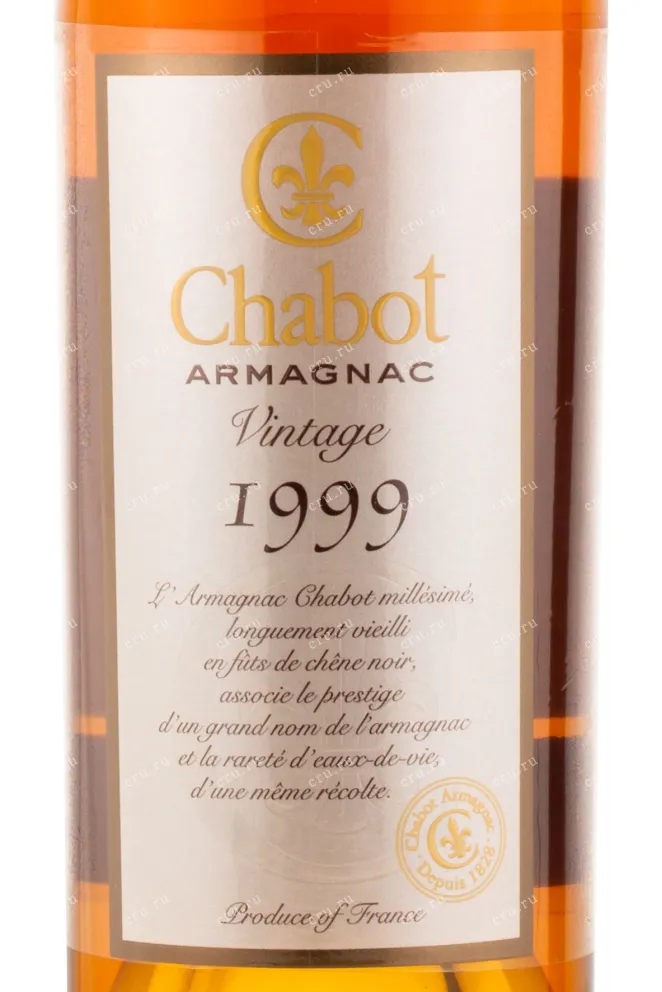 C
Chabot
ARMAGNAC
Vintage
1999
L'Armagnac Chabot millésimé,
longuement vieilli
en fûts de chêne noir,
associe le prestige
d'un grand nom de l'armagnac
et la rareté d'eaux-de-vie,
d'une même récolte.
Chabot Armagnac
C
Depuis 1828
Produce of France
cru.ru